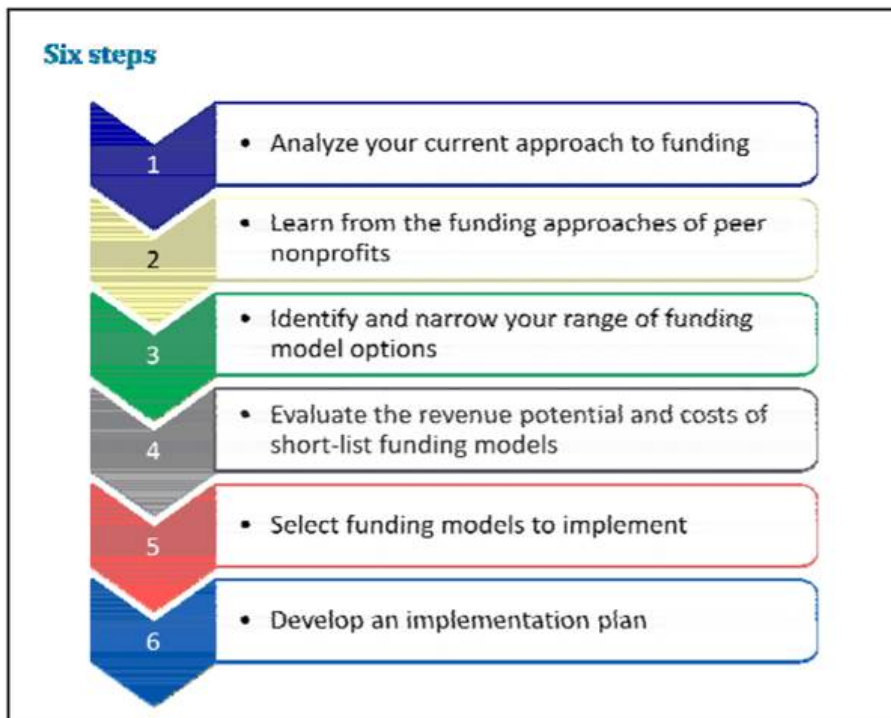 Six steps
1
• Analyze your current approach to funding
2
• Learn from the funding approaches of peer
nonprofits
3
• Identify and narrow your range of funding
model options
4
• Evaluate the revenue potential and costs of
short-list funding models
5
• Select funding models to implement
6
• Develop an implementation plan